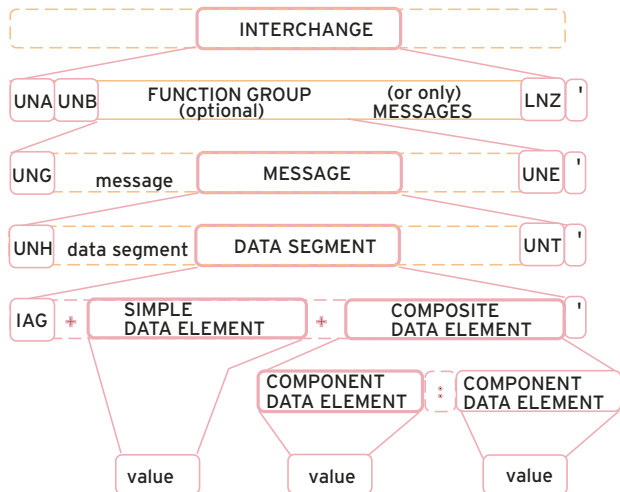 INTERCHANGE
UNA UNB FUNCTION GROUP (or only) LNZ '
(optional) MESSAGES
UNG message MESSAGE UNE '
UNH data segment DATA SEGMENT UNT '
IAG + SIMPLE + COMPOSITE '
DATA ELEMENT DATA ELEMENT
COMPONENT : COMPONENT
DATA ELEMENT DATA ELEMENT
value value value